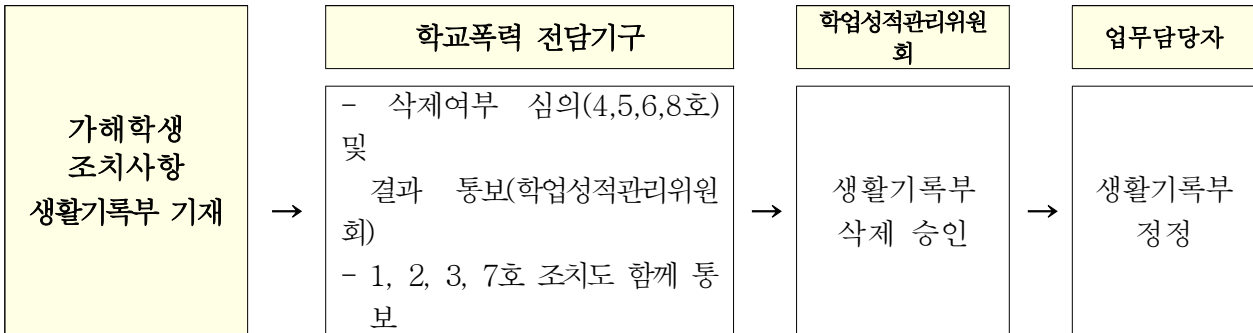 가해학생
조치사항
생활기록부 기재
→
학교폭력 전담기구
- 삭제여부 심의(4,5,6,8호)
및
결과 통보(학업성적관리위원
회)
- 1, 2, 3, 7호 조치도 함께 통
보
→
학업성적관리위원
회
생활기록부
삭제 승인
→
업무담당자
생활기록부
정정